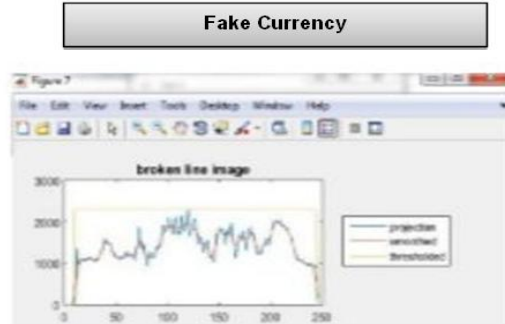 Fake Currency
Figure 7
File Edit View Insert Tools Desktop Window Help
broken line image
3000
2000
1000
0
0 50 100 150 200 250
projection
smoothed
thresholded